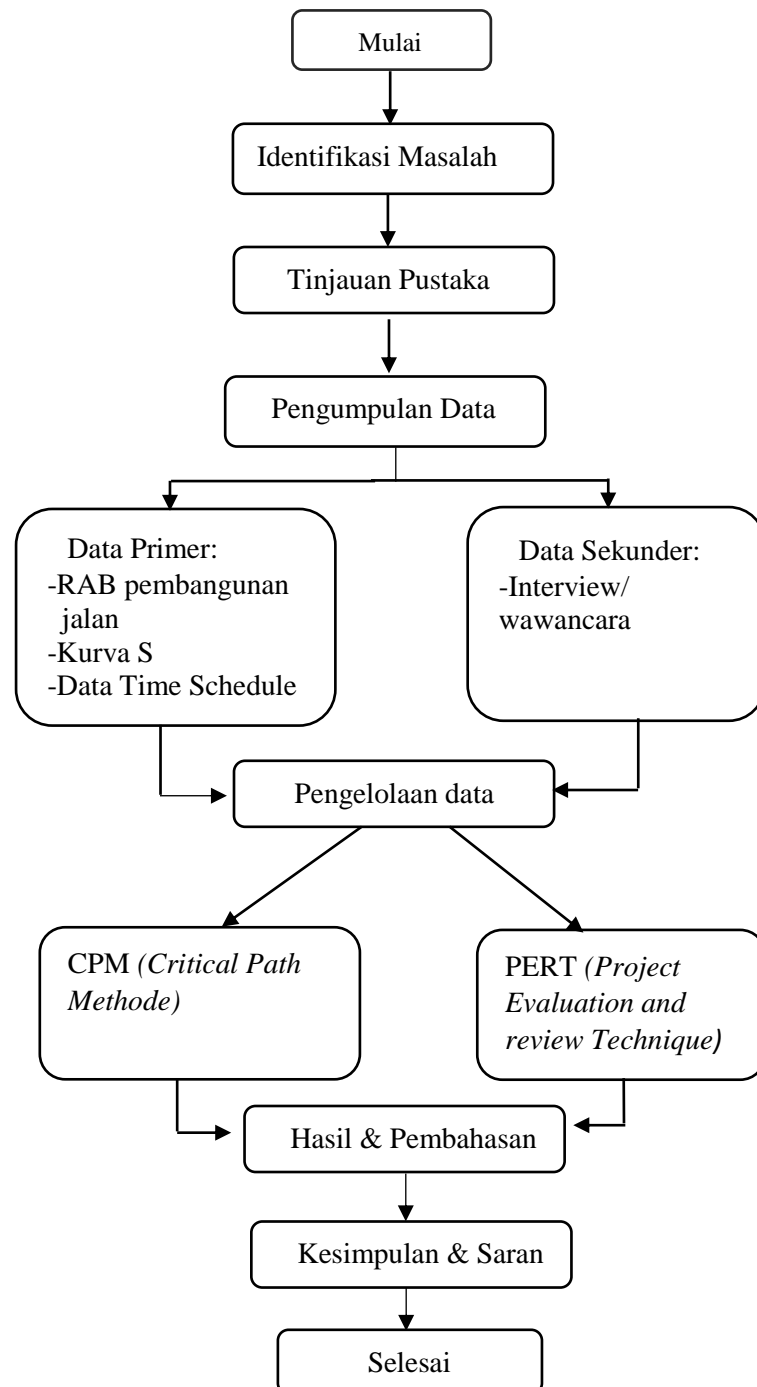 Mulai
Identifikasi Masalah
Tinjauan Pustaka
Pengumpulan Data
Data Primer:
-RAB pembangunan
jalan
-Kurva S
-Data Time Schedule
Data Sekunder:
-Interview/
wawancara
Pengelolaan data
CPM (Critical Path
Methode)
PERT (Project
Evaluation and
review Technique)
Hasil & Pembahasan
Kesimpulan & Saran
Selesai